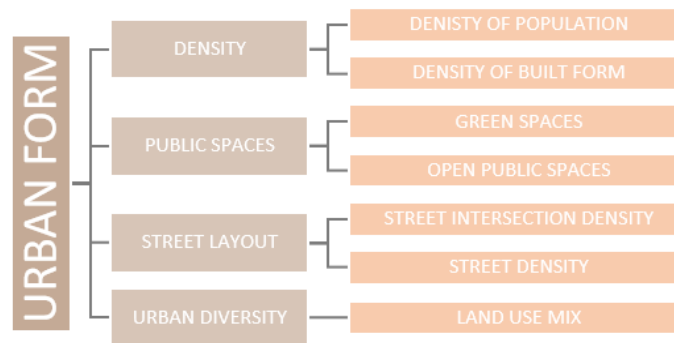 URBAN FORM
DENSITY
DENISTY OF POPULATION
DENSITY OF BUILT FORM
PUBLIC SPACES
GREEN SPACES
OPEN PUBLIC SPACES
STREET LAYOUT
STREET INTERSECTION DENSITY
STREET DENSITY
URBAN DIVERSITY
LAND USE MIX